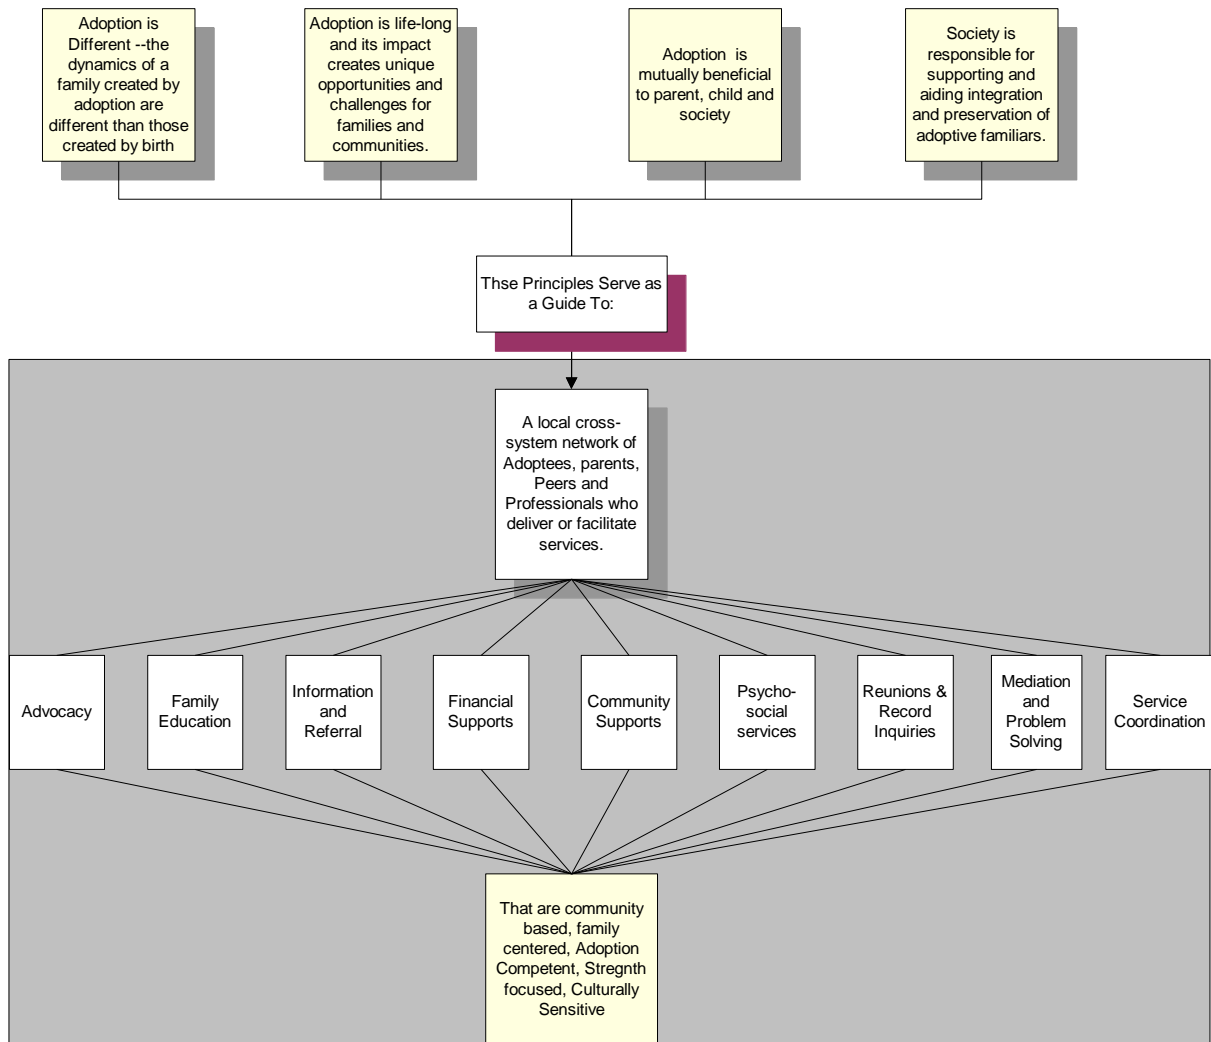 Adoption is
Different --the
dynamics of a
family created by
adoption are
different than those
created by birth
Adoption is life-long
and its impact
creates unique
opportunities and
challenges for
families and
communities.
Adoption is
mutually beneficial
to parent, child and
society
Society is
responsible for
supporting and
aiding integration
and preservation of
adoptive familiars.
Thse Principles Serve as
a Guide To:
A local cross-
system network of
Adoptees, parents,
Peers and
Professionals who
deliver or facilitate
services.
Advocacy
Family
Education
Information
and
Referral
Financial
Supports
Community
Supports
Psycho-
social
services
Reunions &
Record
Inquiries
Mediation
and
Problem
Solving
Service
Coordination
That are community
based, family
centered, Adoption
Competent, Stregnth
focused, Culturally
Sensitive